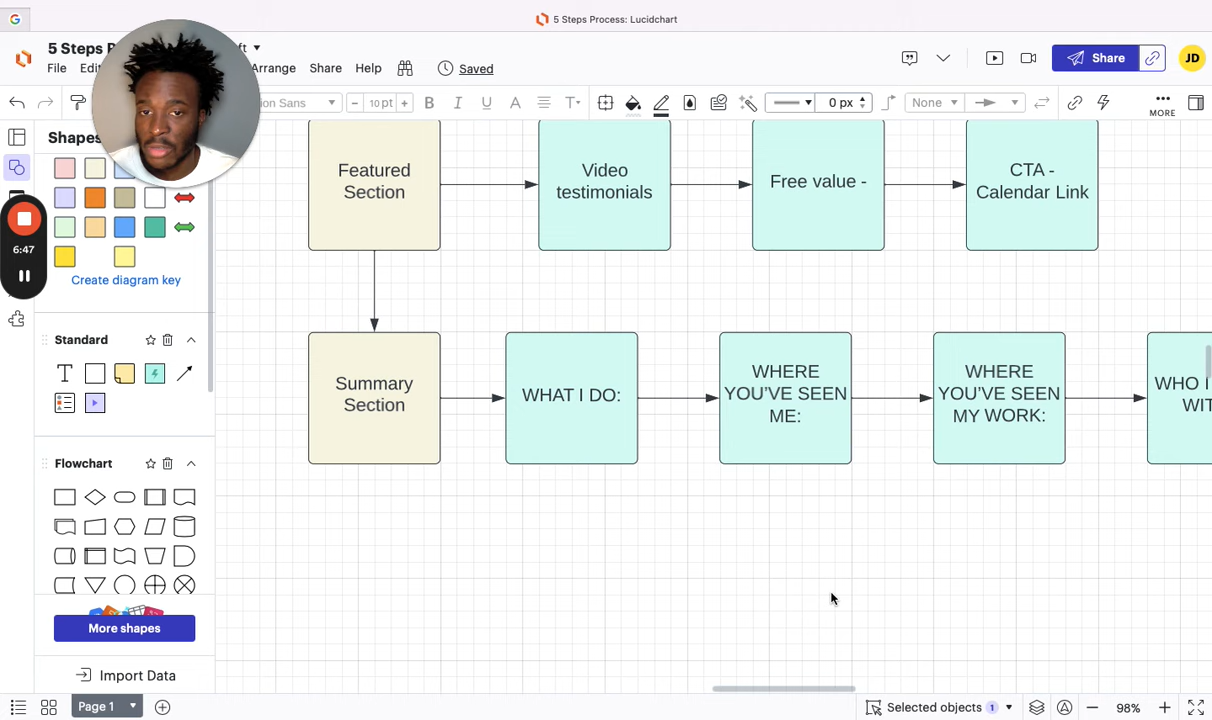 5 Steps Process: Lucidchart
5 Steps P
ft
File
Arrange
Share
Help
Saved
Share
JD
ion Sans
10 pt
B
I
U
A
T
0 px
None
MORE
Shapes
6:47
Create diagram key
Standard
T
Flowchart
More shapes
Import Data
Featured
Section
Video
testimonials
Free value -
CTA -
Calendar Link
Summary
Section
WHAT I DO:
WHERE
YOU'VE SEEN
ME:
WHERE
YOU'VE SEEN
MY WORK:
WHO I
WIT
Page 1
Selected objects
1
98%